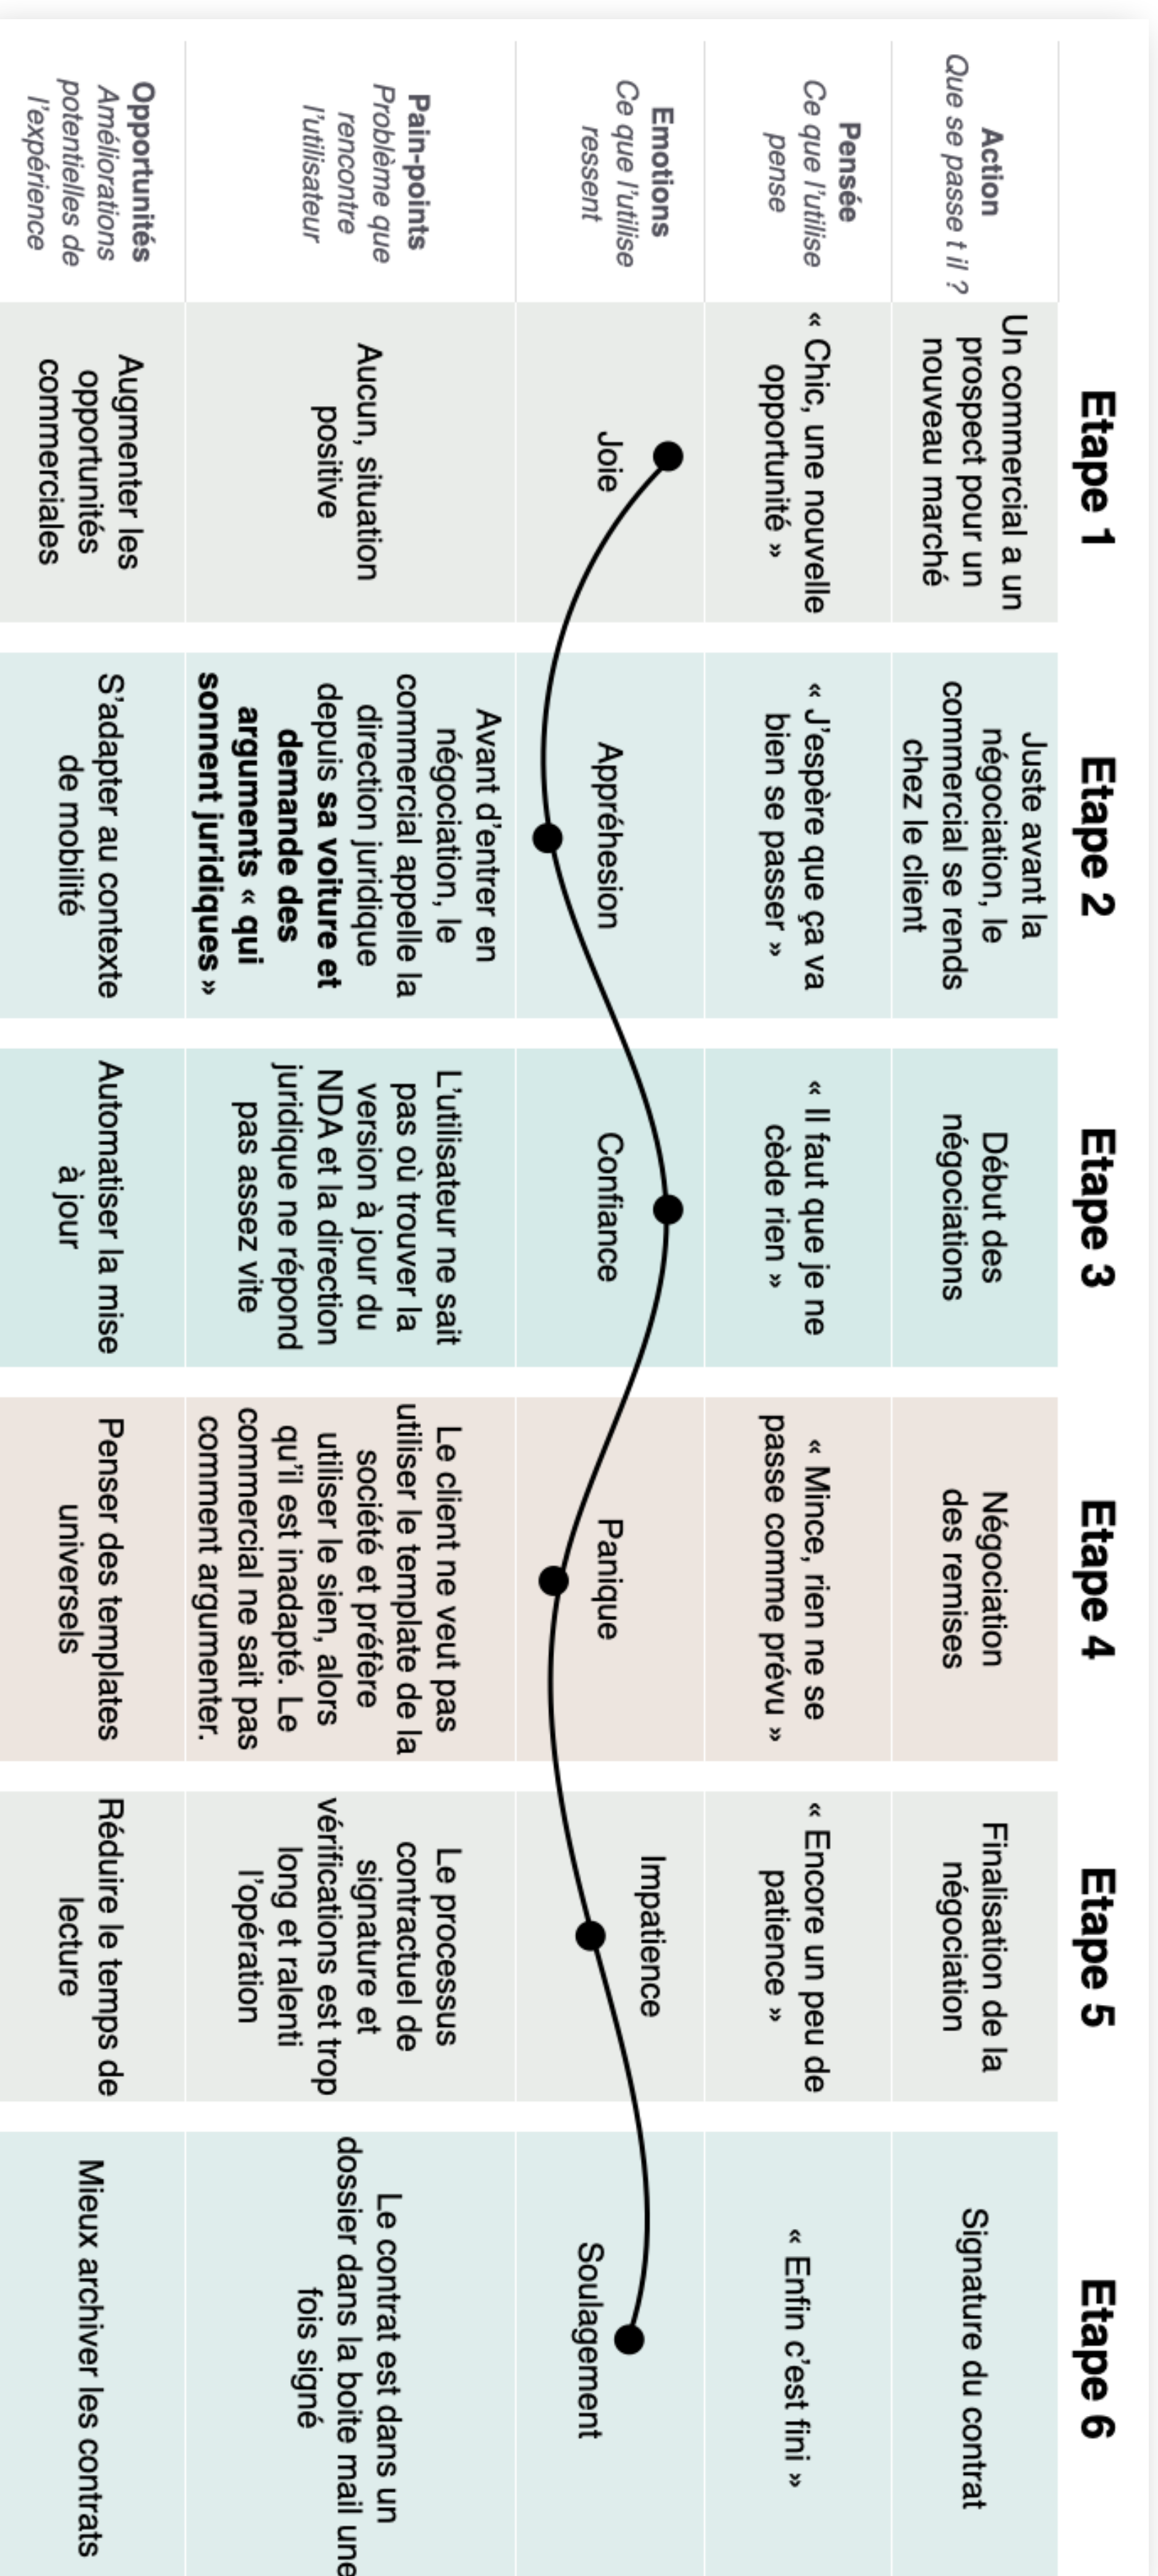 Etape 1
Etape 2
Etape 3
Etape 4
Etape 5
Etape 6
Action
Que se passe t il ?
Un commercial a un
prospect pour un
nouveau marché
Juste avant la
négociation, le
commercial se rends
chez le client
Début des
négociations
Négociation
des remises
Finalisation de la
négociation
Signature du contrat
Pensée
Ce que l'utilise
pense
« Chic, une nouvelle
opportunité »
« J'espère que ça va
bien se passer »
« Il faut que je ne
cède rien »
« Mince, rien ne se
passe comme prévu »
« Encore un peu de
patience »
« Enfin c'est fini »
Emotions
Ce que l'utilise
ressent
Joie
Appréhesion
Confiance
Panique
Impatience
Soulagement
Pain-points
Problème que
rencontre
l'utilisateur
Aucun, situation
positive
Avant d'entrer en
négociation, le
commercial appelle la
direction juridique
depuis sa voiture et
demande des
arguments « qui
sonnent juridiques »
L'utilisateur ne sait
pas où trouver la
version à jour du
NDA et la direction
juridique ne répond
pas assez vite
Le client ne veut pas
utiliser le template de la
société et préfère
utiliser le sien, alors
qu'il est inadapté. Le
commercial ne sait pas
comment argumenter.
Le processus
contractuel de
signature et
vérifications est trop
long et ralenti
l'opération
Le contrat est dans un
dossier dans la boite mail une
fois signé
Opportunités
Améliorations
potentielles de
l'expérience
Augmenter les
opportunités
commerciales
S'adapter au contexte
de mobilité
Automatiser la mise
à jour
Penser des templates
universels
Réduire le temps de
lecture
Mieux archiver les contrats